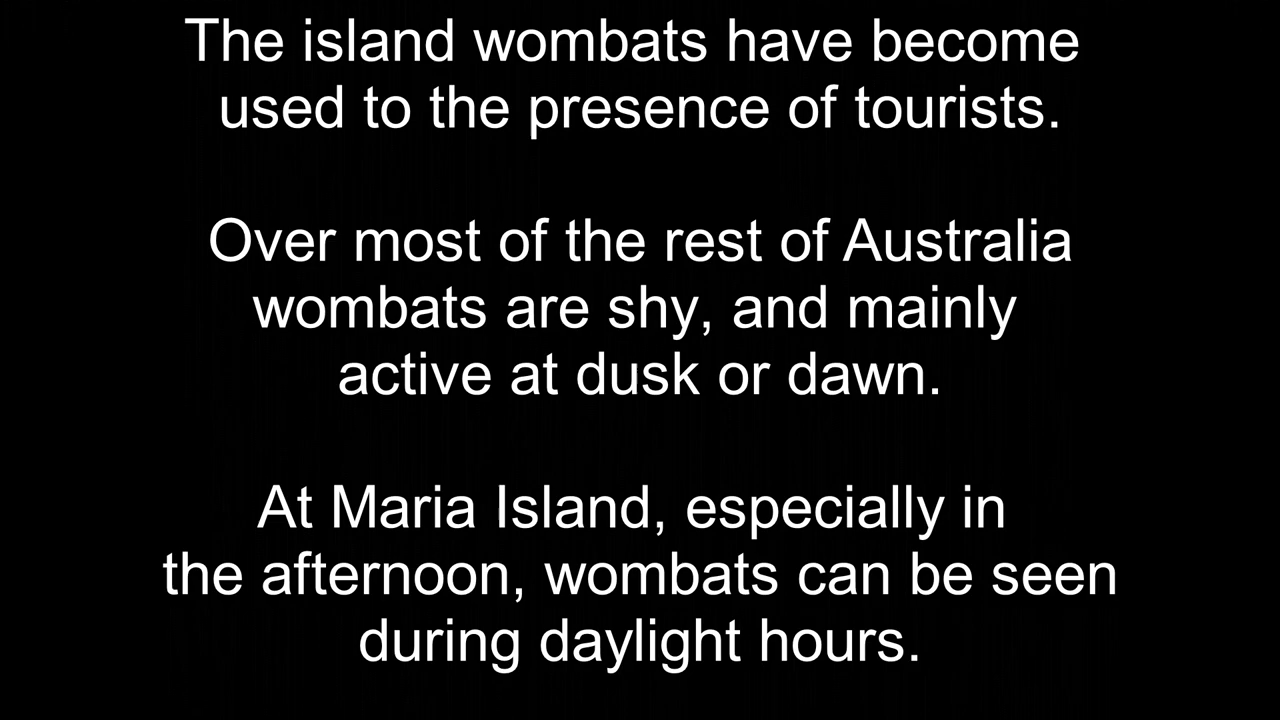 The island wombats have become
used to the presence of tourists.
Over most of the rest of Australia
wombats are shy, and mainly
active at dusk or dawn.
At Maria Island, especially in
the afternoon, wombats can be seen
during daylight hours.